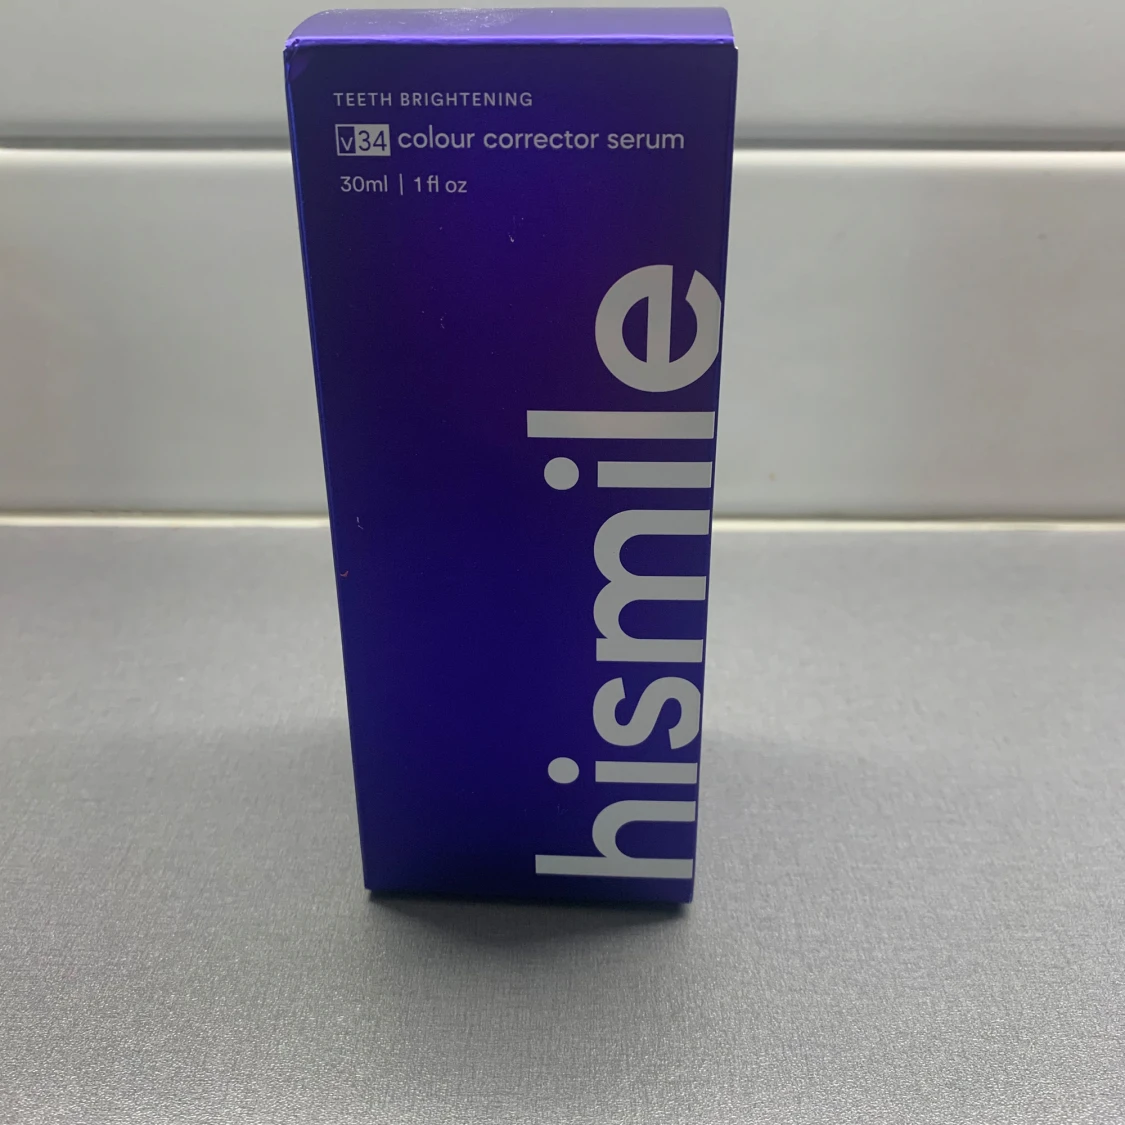 TEETH BRIGHTENING
v34 colour corrector serum
30ml | 1 fl oz
hismile